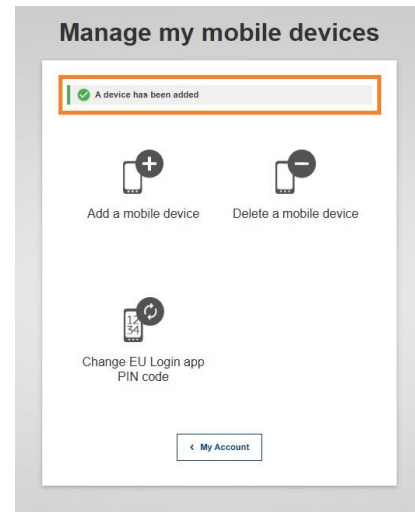 Manage my mobile devices
A device has been added
Add a mobile device
Delete a mobile device
12
34
Change EU Login app
PIN code
‹ My Account